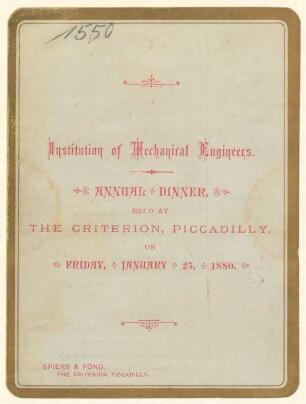 1550
Institution of Mechanical Engineers.
ANNUAL DINNER,
HELD AT
THE CRITERION, PICCADILLY,
ON
FRIDAY, JANUARY 23, 1880.
SPIERS & POND.
THE CRITERION, PICCADILLY.